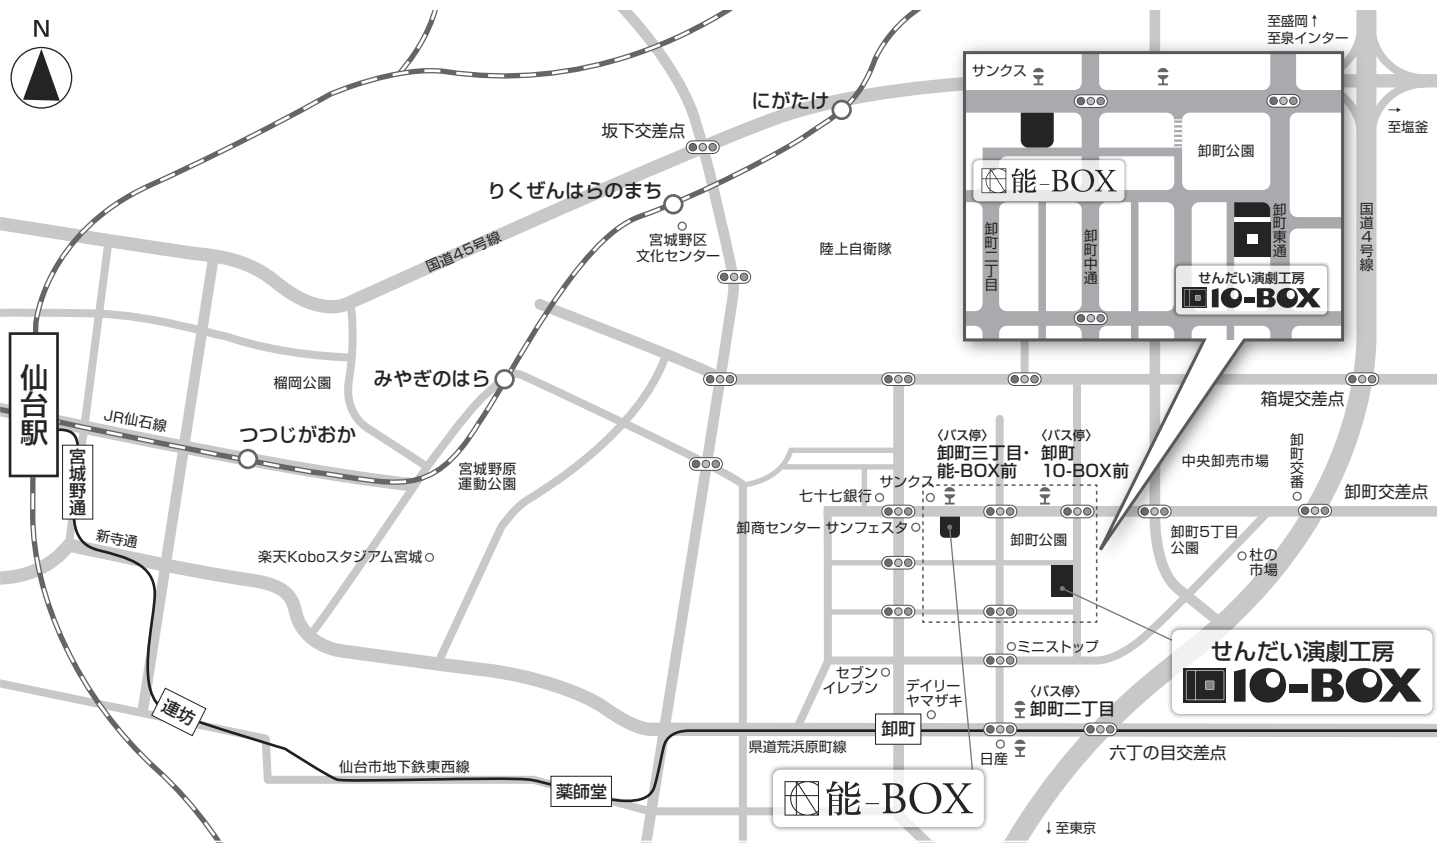 N
至盛岡↑
至泉インター
→
至塩釜
サンクス
卸町公園
能-BOX
卸町二丁目
卸町中通
卸町東通
せんだい演劇工房
10-BOX
国道4号線
にがたけ
坂下交差点
りくぜんはらのまち
宮城野区
文化センター
国道45号線
陸上自衛隊
榴岡公園
みやぎのはら
仙台駅
JR仙石線
つつじがおか
箱堤交差点
宮城野通
宮城野原
運動公園
〈バス停〉
卸町三丁目・
能-BOX前
〈バス停〉
卸町
10-BOX前
中央卸売市場
卸町交番
卸町交差点
サンクス
七十七銀行
卸商センター サンフェスタ
卸町公園
卸町5丁目
公園
杜の
市場
新寺通
楽天Koboスタジアム宮城
ミニストップ
せんだい演劇工房
10-BOX
セブン
イレブン
デイリー
ヤマザキ
〈バス停〉
卸町二丁目
連坊
卸町
県道荒浜原町線
日産
六丁の目交差点
仙台市地下鉄東西線
薬師堂
能-BOX
↓至東京